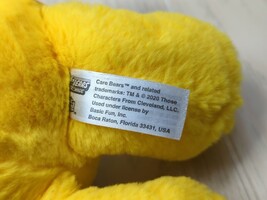 Care Bears™ and related
trademarks: TM & © 2020 Those
Characters From Cleveland, LLC.
Used under license by
Basic Fun, Inc.
Boca Raton, Florida 33431, USA